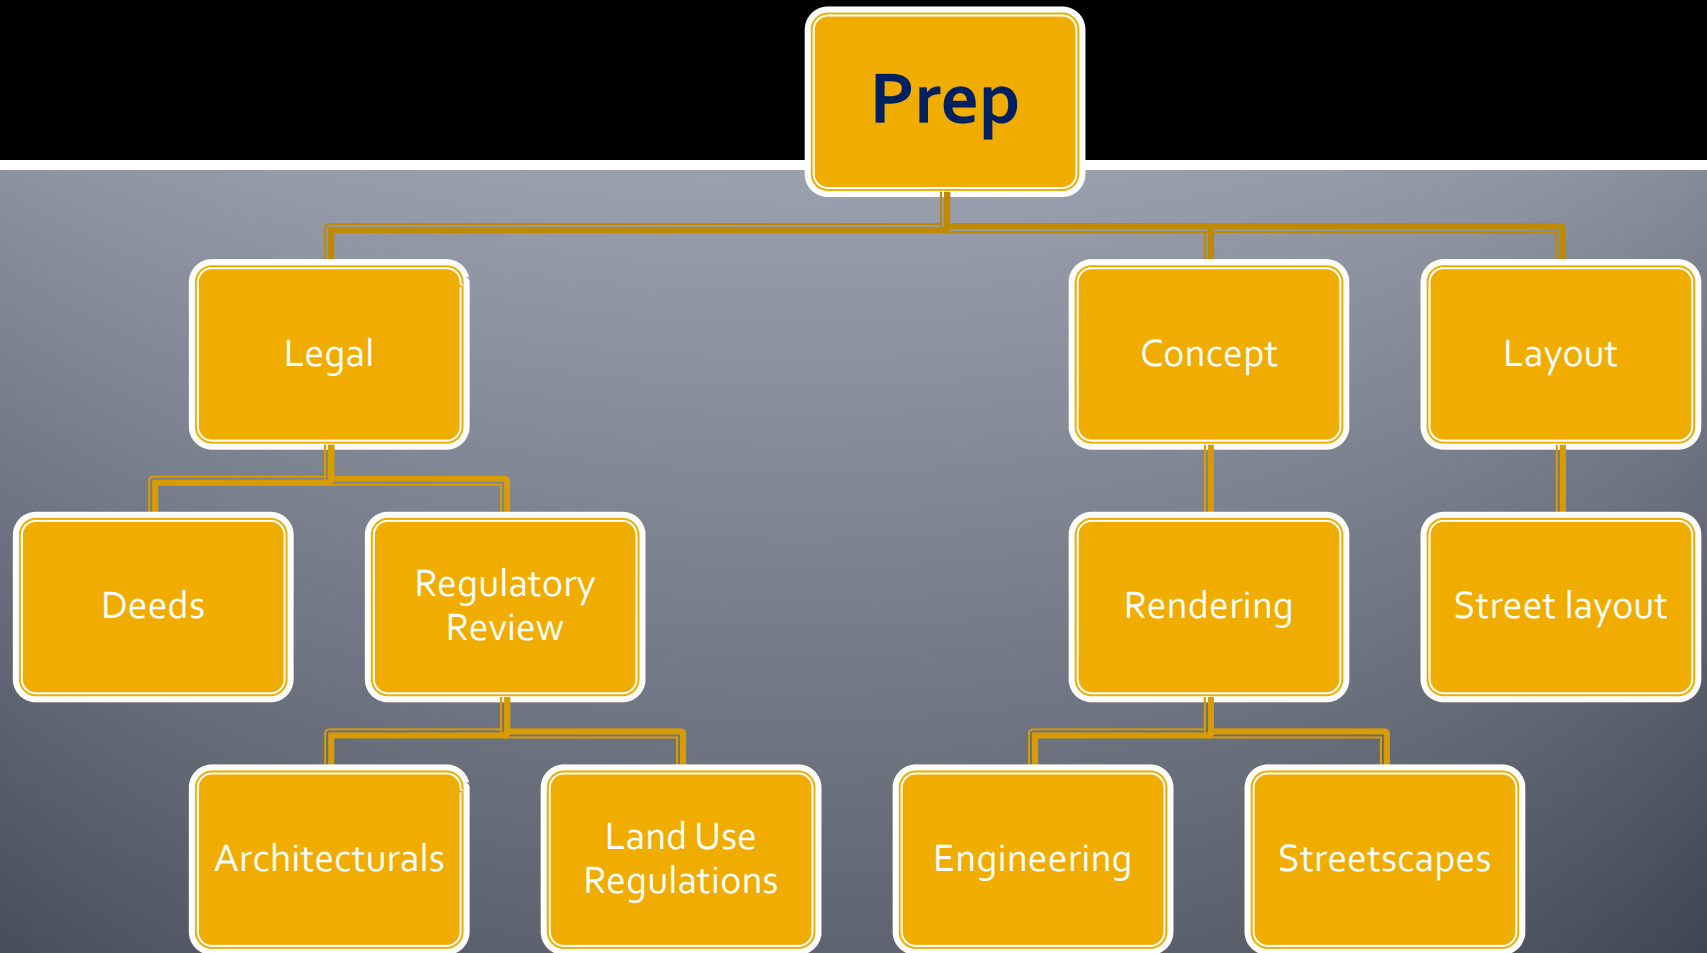 Prep
Legal
Concept
Layout
Deeds
Regulatory
Review
Rendering
Street layout
Architecturals
Land Use
Regulations
Engineering
Streetscapes